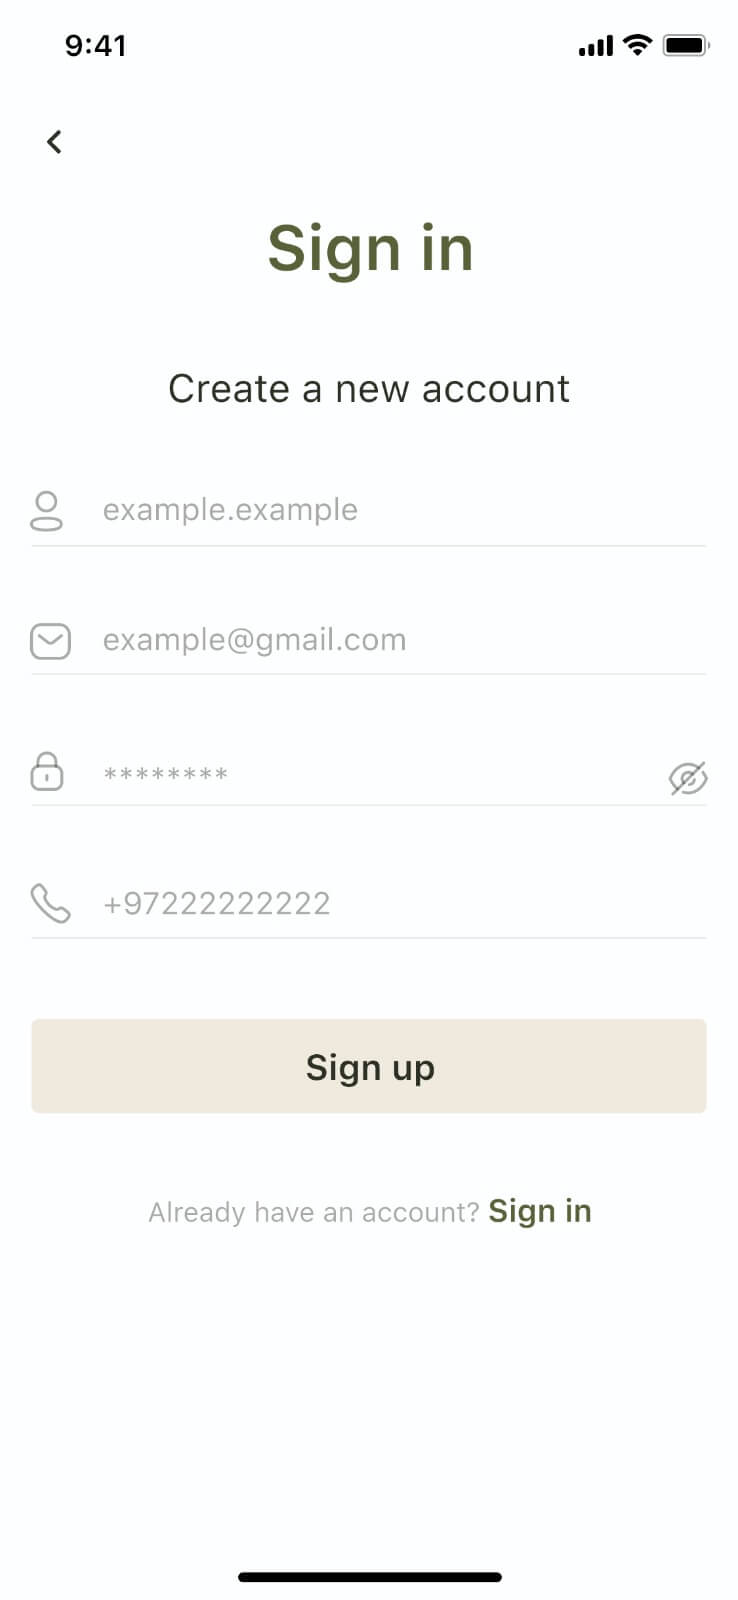 9:41
Sign in
Create a new account
example.example
example@gmail.com
********
+97222222222
Sign up
Already have an account? Sign in